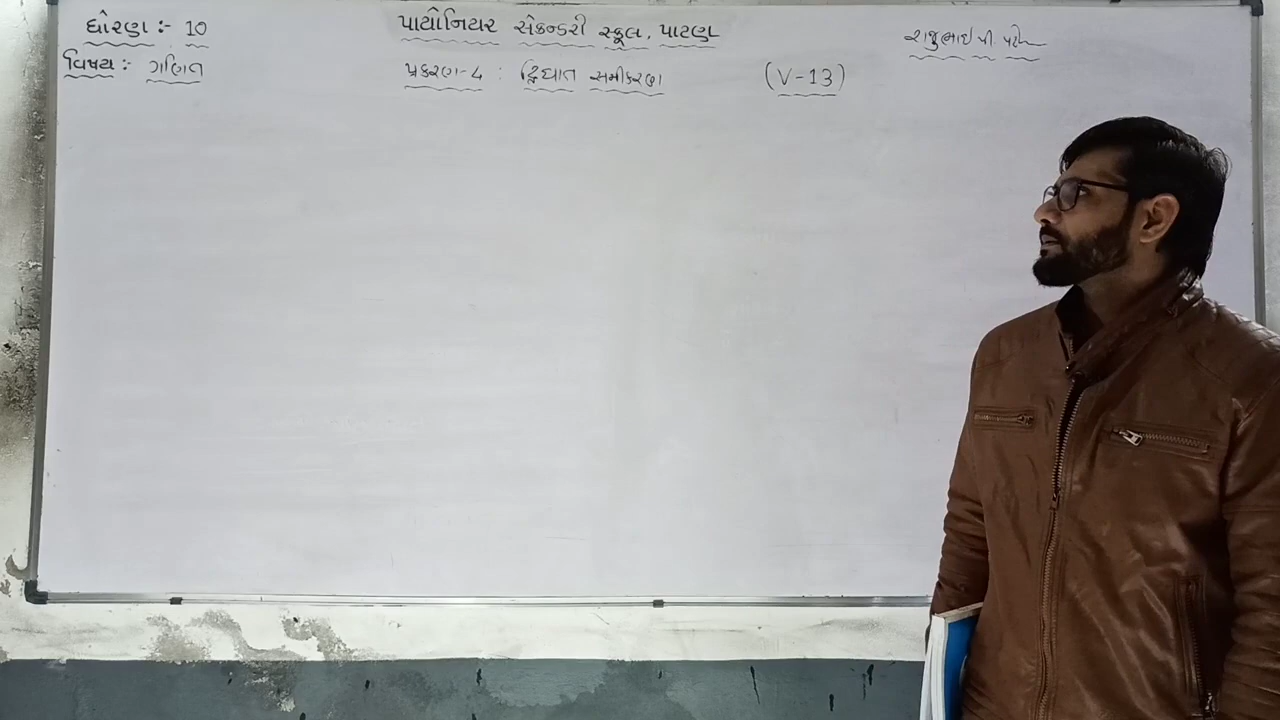 ધોરણ :- 10
પાયોનિયર સેકન્ડરી સ્કૂલ, પાટણ
રાજુભાઈ પી. પટેલ
વિષય :- ગણિત
પ્રકરણ-4 : દ્વિઘાત સમીકરણ (V-13)